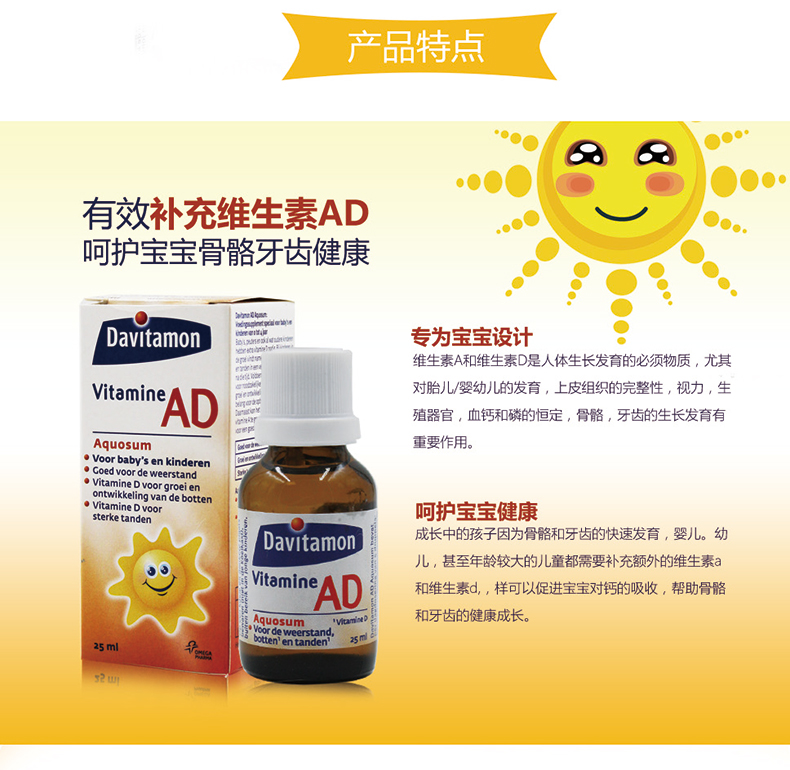 产品特点
有效补充维生素AD
呵护宝宝骨骼牙齿健康
专为宝宝设计
维生素A和维生素D是人体生长发育的必须物质，尤其
对胎儿/婴幼儿的发育，上皮组织的完整性，视力，生
殖器官，血钙和磷的恒定，骨骼，牙齿的生长发育有
重要作用。
呵护宝宝健康
成长中的孩子因为骨骼和牙齿的快速发育，婴儿。幼
儿，甚至年龄较大的儿童都需要补充额外的维生素a
和维生素d,，样可以促进宝宝对钙的吸收，帮助骨骼
和牙齿的健康成长。
Davitamon
Vitamine
AD
Aquosum
Voor baby's en kinderen
Goed voor de weerstand
Vitamine D voor groei en
ontwikkeling van de botten
Vitamine D voor
sterke tanden
25 ml
OMEGA
PHARMA
Davitamon AD Aquosum
Davitamon
Vitamine
AD
Aquosum
Voor de weerstand,
botten¹ en tanden¹
¹Vitamine D
25 ml